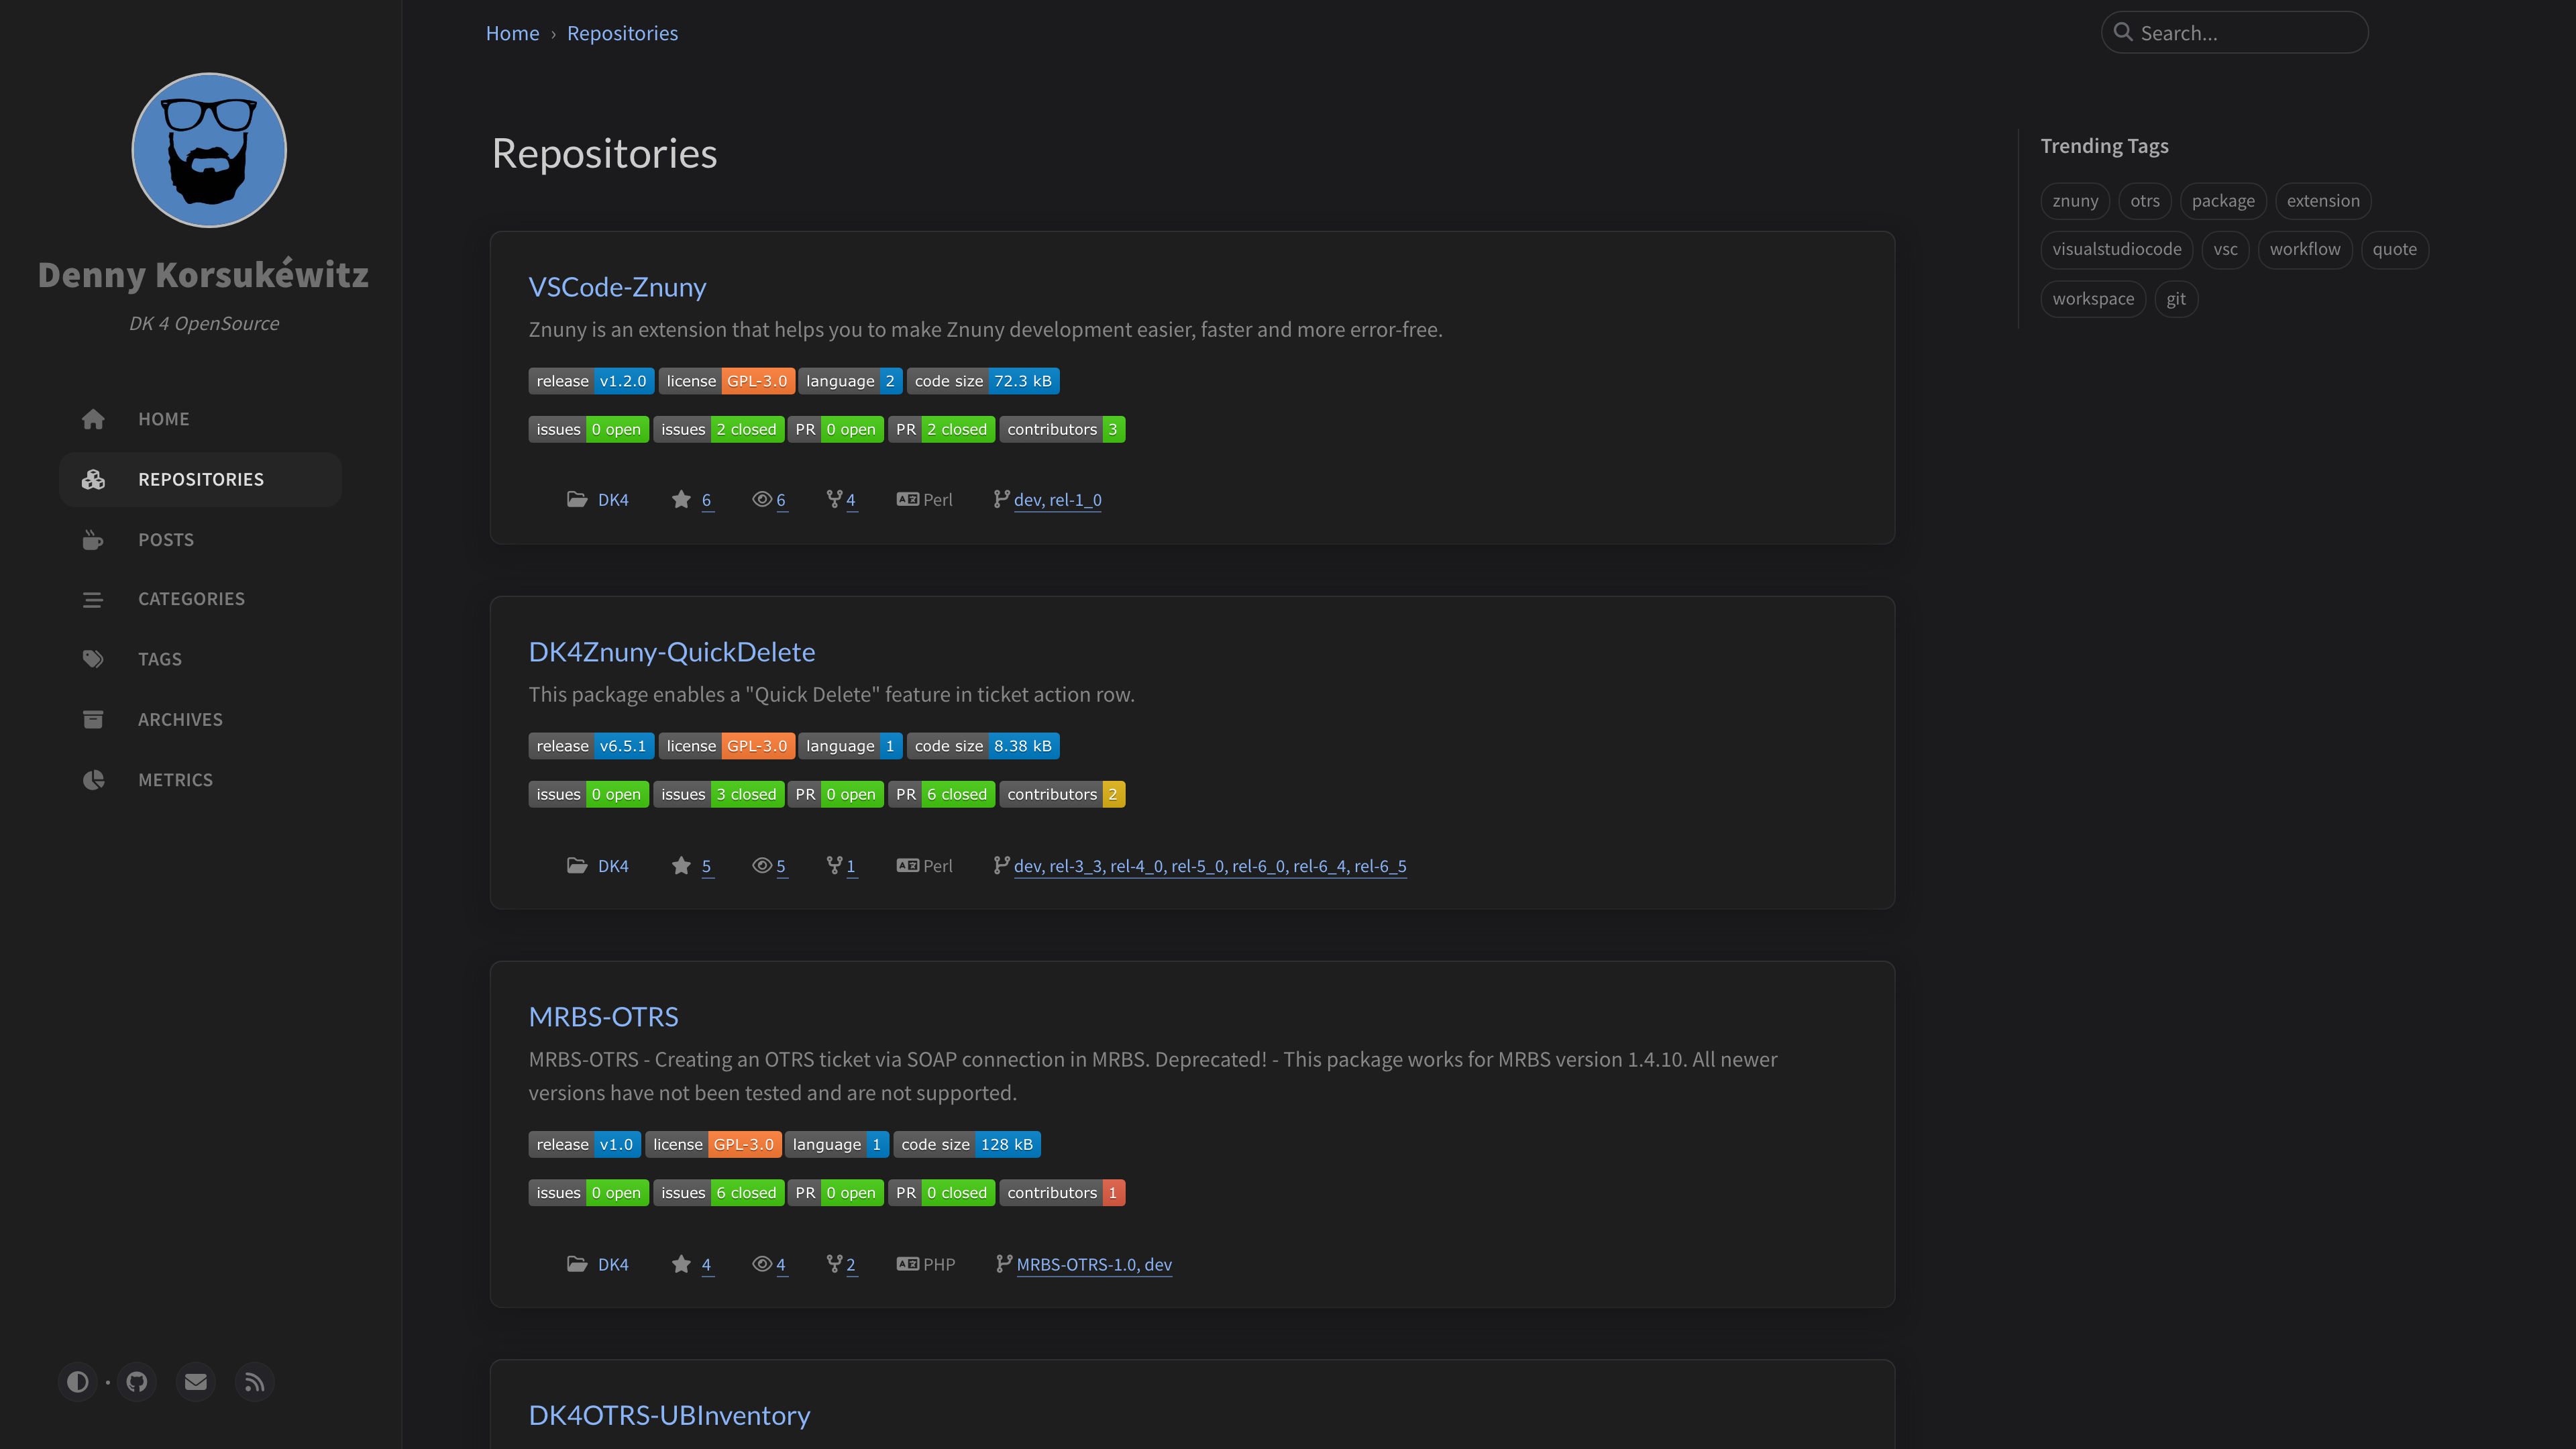 Denny Korsukéwitz
DK 4 OpenSource
HOME
REPOSITORIES
POSTS
CATEGORIES
TAGS
ARCHIVES
METRICS
Home › Repositories
Search...
Repositories
VSCode-Znuny
Znuny is an extension that helps you to make Znuny development easier, faster and more error-free.
release v1.2.0 license GPL-3.0 language 2 code size 72.3 kB
issues 0 open issues 2 closed PR 0 open PR 2 closed contributors 3
DK4 6 6 4 Perl dev, rel-1_0
DK4Znuny-QuickDelete
This package enables a "Quick Delete" feature in ticket action row.
release v6.5.1 license GPL-3.0 language 1 code size 8.38 kB
issues 0 open issues 3 closed PR 0 open PR 6 closed contributors 2
DK4 5 5 1 Perl dev, rel-3_3, rel-4_0, rel-5_0, rel-6_0, rel-6_4, rel-6_5
MRBS-OTRS
MRBS-OTRS - Creating an OTRS ticket via SOAP connection in MRBS. Deprecated! - This package works for MRBS version 1.4.10. All newer
versions have not been tested and are not supported.
release v1.0 license GPL-3.0 language 1 code size 128 kB
issues 0 open issues 6 closed PR 0 open PR 0 closed contributors 1
DK4 4 4 2 PHP MRBS-OTRS-1.0, dev
DK4OTRS-UBInventory
Trending Tags
znuny otrs package extension
visualstudiocode vsc workflow quote
workspace git